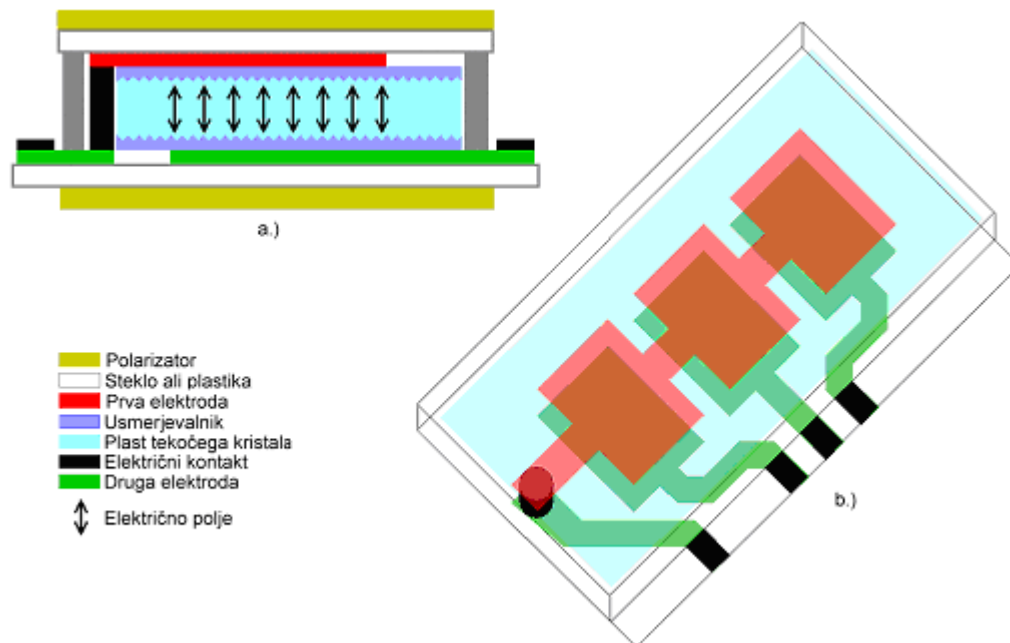 a.)
Polarizator
Steklo ali plastika
Prva elektroda
Usmerjevalnik
Plast tekočega kristala
Električni kontakt
Druga elektroda
Električno polje
b.)